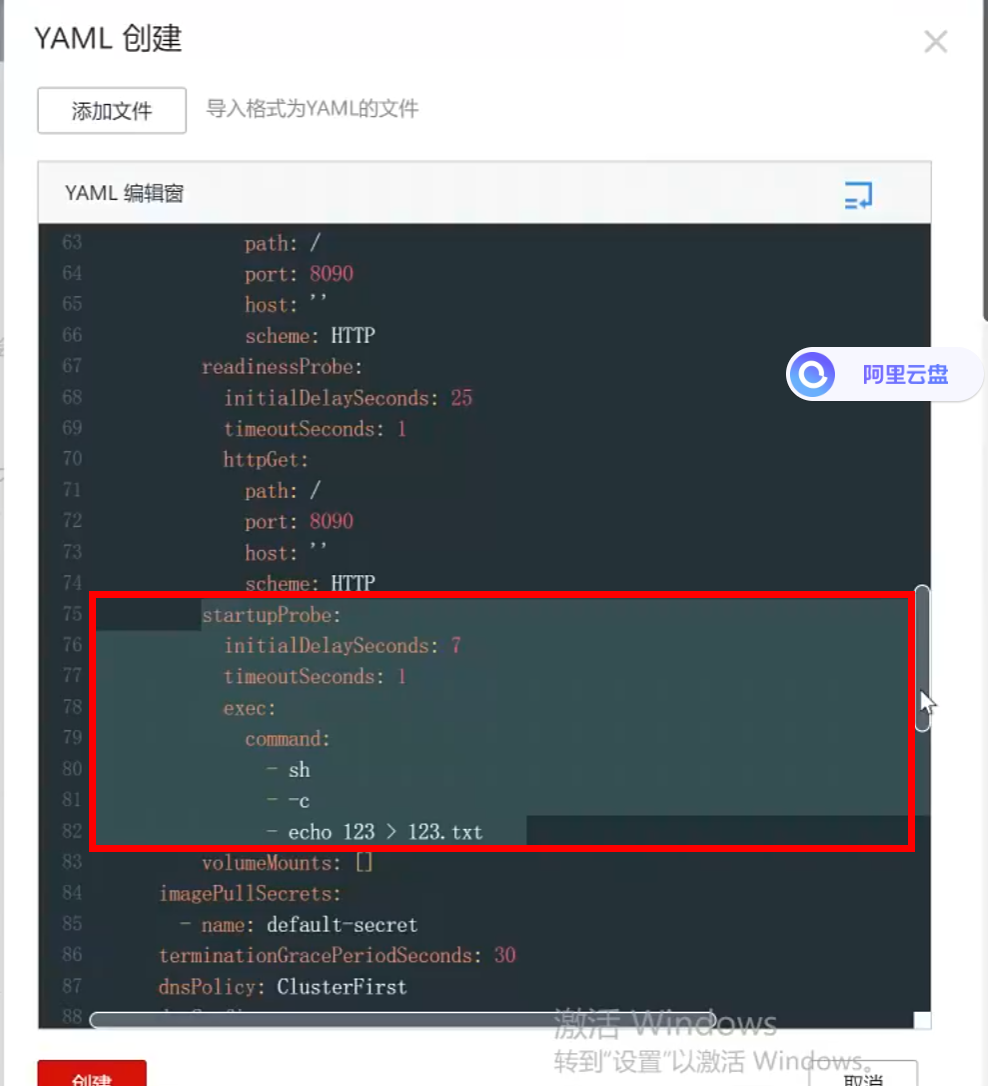 YAML 创建
添加文件 导入格式为YAML的文件
YAML 编辑窗
63 path: /
64 port: 8090
65 host: ''
66 scheme: HTTP
67 readinessProbe:
68 initialDelaySeconds: 25
69 timeoutSeconds: 1
70 httpGet:
71 path: /
72 port: 8090
73 host: ''
74 scheme: HTTP
75 startupProbe:
76 initialDelaySeconds: 7
77 timeoutSeconds: 1
78 exec:
79 command:
80 - sh
81 - -c
82 - echo 123 > 123.txt
83 volumeMounts: []
84 imagePullSecrets:
85 - name: default-secret
86 terminationGracePeriodSeconds: 30
87 dnsPolicy: ClusterFirst
88
阿里云盘
激活 Windows
转到“设置”以激活 Windows。
创建 取消